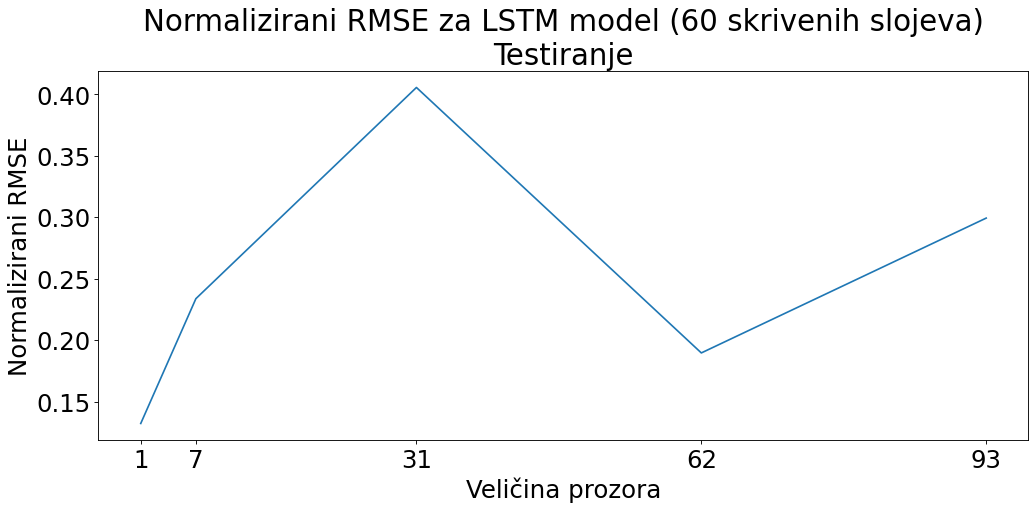 Normalizirani RMSE za LSTM model (60 skrivenih slojeva)
Testiranje
Normalizirani RMSE
0.40
0.35
0.30
0.25
0.20
0.15
1 7 31 62 93
Veličina prozora